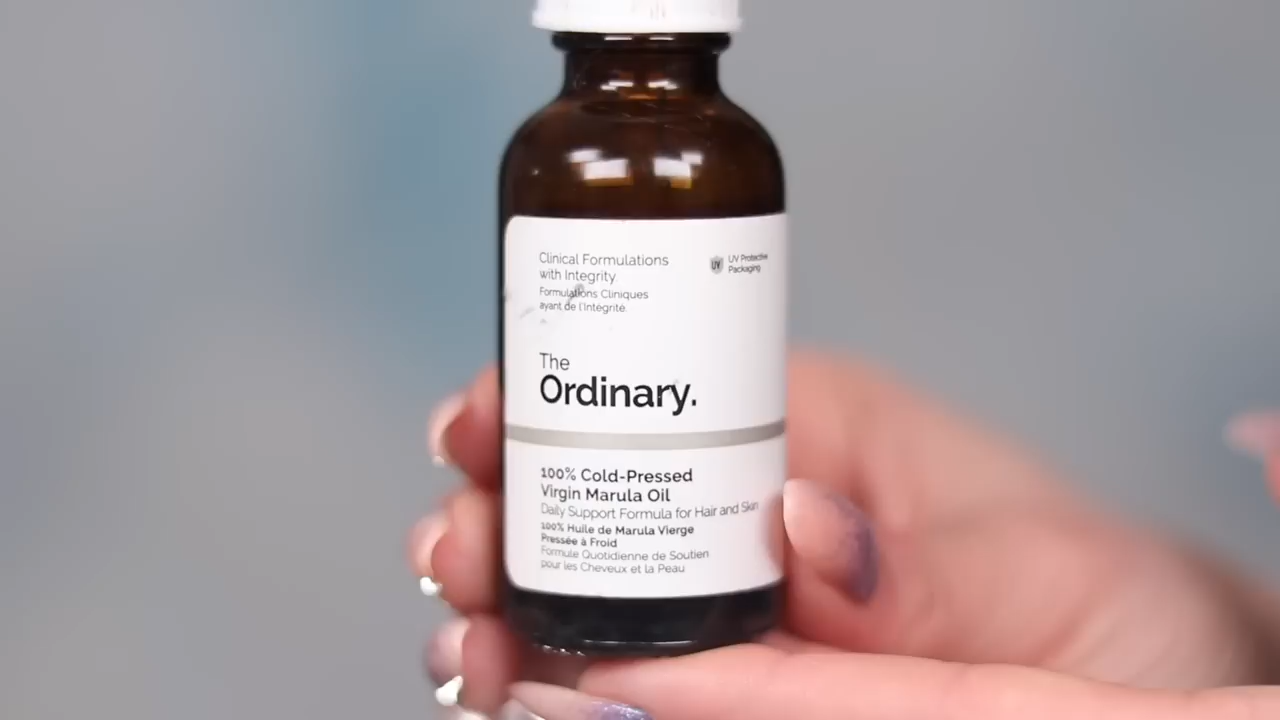 Clinical Formulations
with Integrity.
Formulations Cliniques
ayant de l'Intégrité.
UV
UV Protective
Packaging
The
Ordinary.
100% Cold-Pressed
Virgin Marula Oil
Daily Support Formula for Hair and Skin
100% Huile de Marula Vierge
Pressée à Froid
Formule Quotidienne de Soutien
pour les Cheveux et la Peau